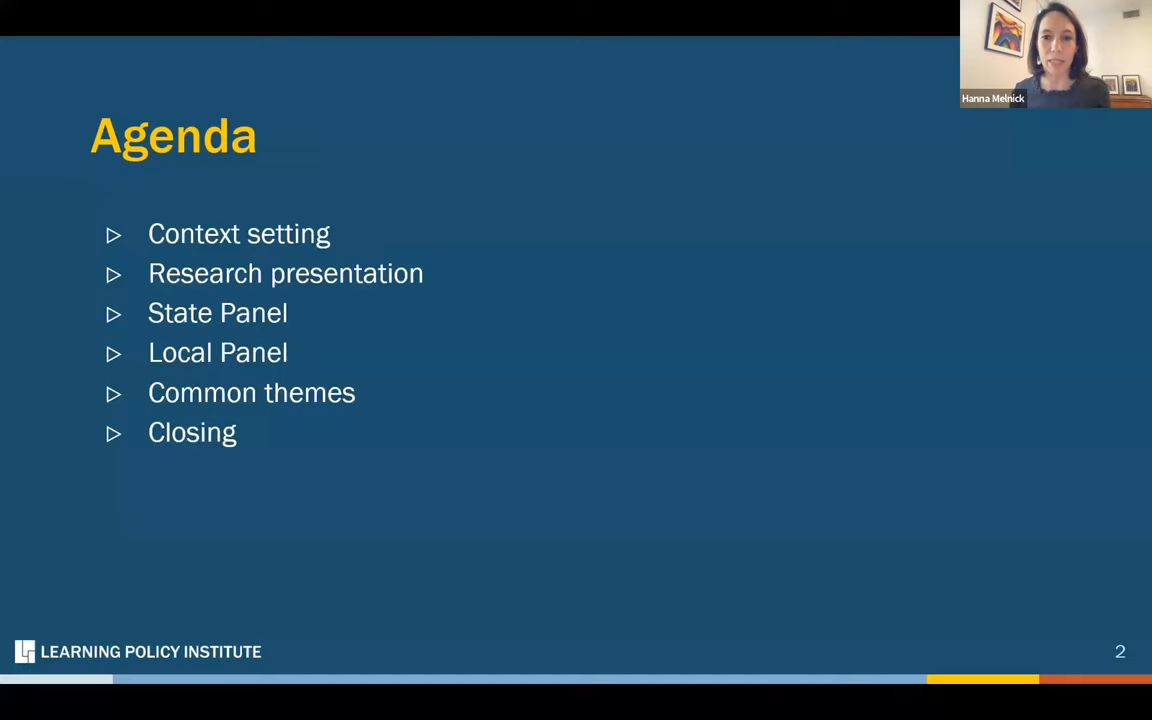 Hanna Melnick
Agenda
Context setting
Research presentation
State Panel
Local Panel
Common themes
Closing
LEARNING POLICY INSTITUTE
2